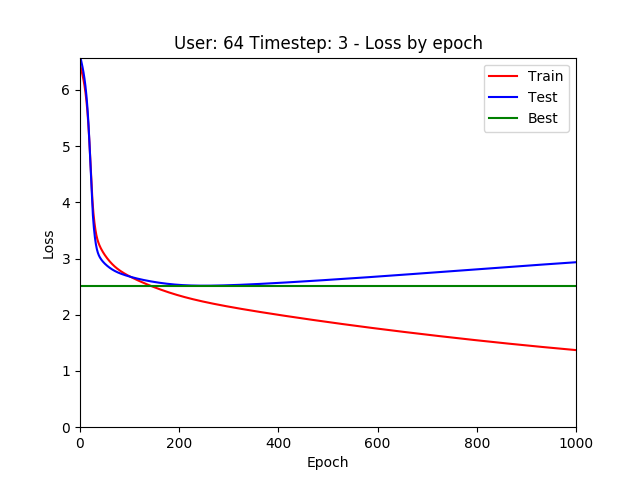 User: 64 Timestep: 3 - Loss by epoch
Train
Test
Best
6
5
4
3
2
1
0
Loss
0 200 400 600 800 1000
Epoch